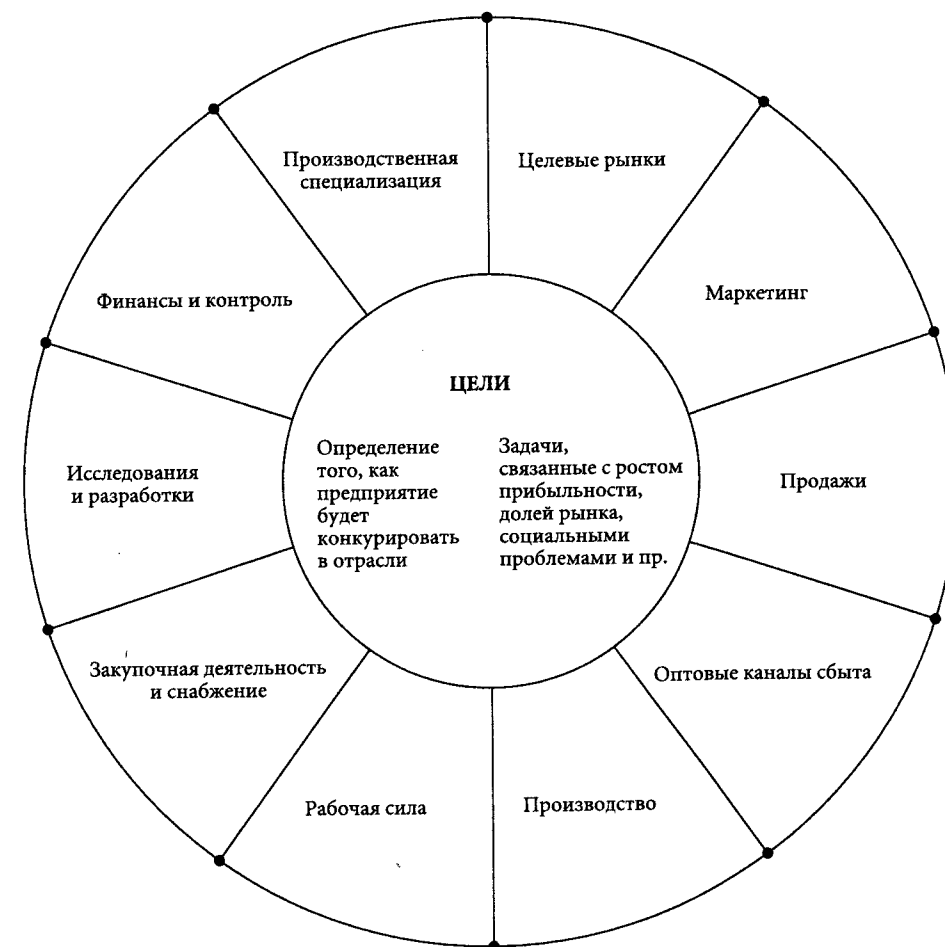 Производственная
специализация
Целевые рынки
Маркетинг
Продажи
Оптовые каналы сбыта
Производство
Рабочая сила
Закупочная деятельность
и снабжение
Исследования
и разработки
Финансы и контроль
ЦЕЛИ
Определение
того, как
предприятие
будет
конкурировать
в отрасли
Задачи,
связанные с ростом
прибыльности,
долей рынка,
социальными
проблемами и пр.